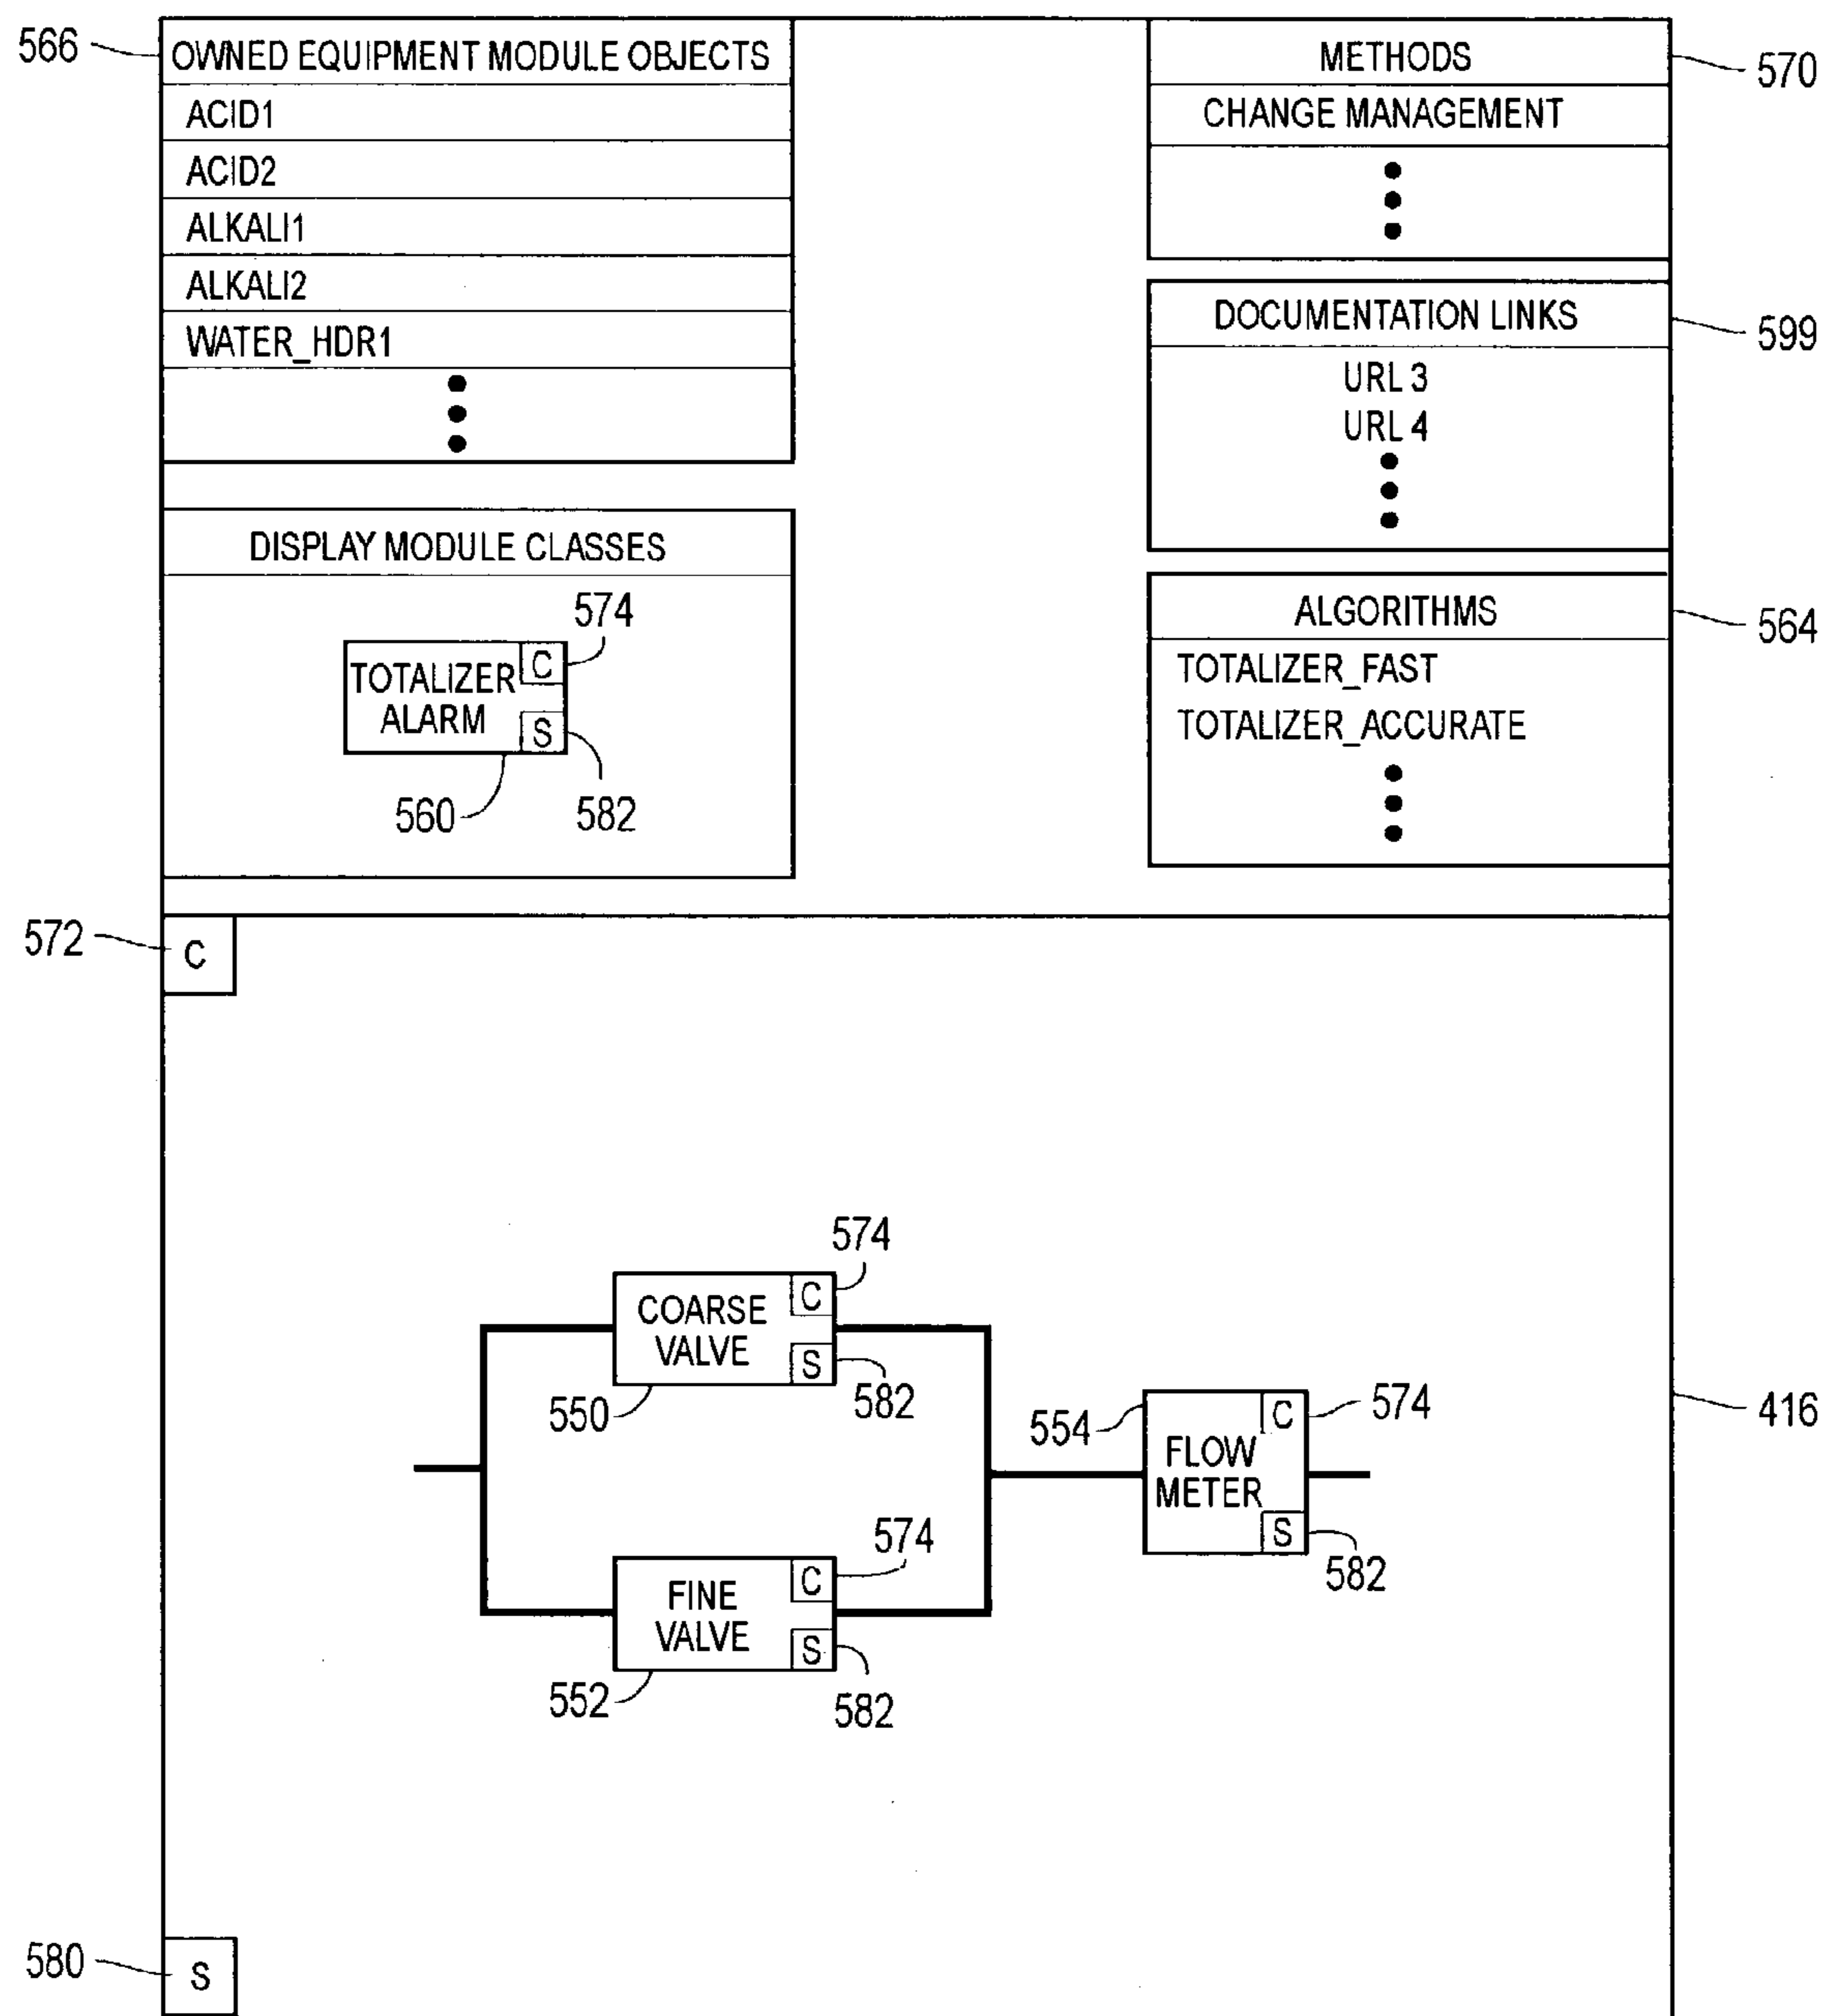 566
OWNED EQUIPMENT MODULE OBJECTS
ACID1
ACID2
ALKALI1
ALKALI2
WATER_HDR1
METHODS
570
CHANGE MANAGEMENT
DOCUMENTATION LINKS
599
URL 3
URL 4
DISPLAY MODULE CLASSES
574
TOTALIZER
ALARM
C
S
560
582
ALGORITHMS
564
TOTALIZER_FAST
TOTALIZER_ACCURATE
572
C
574
COARSE
VALVE
C
S
550
582
416
554
FLOW
METER
C
S
574
582
574
FINE
VALVE
C
S
552
582
580
S